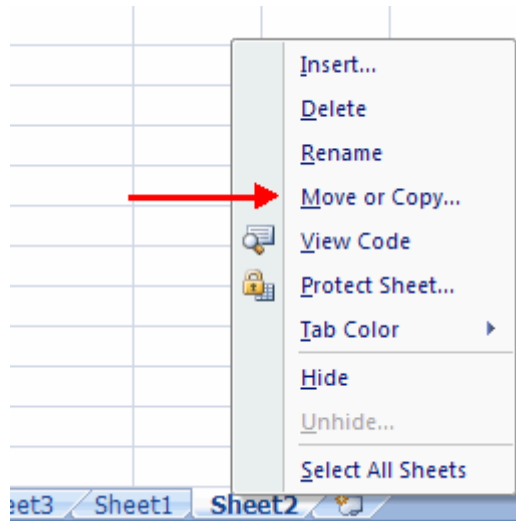 Insert...
Delete
Rename
Move or Copy...
View Code
Protect Sheet...
Tab Color
Hide
Unhide...
Select All Sheets
eet3 Sheet1 Sheet2